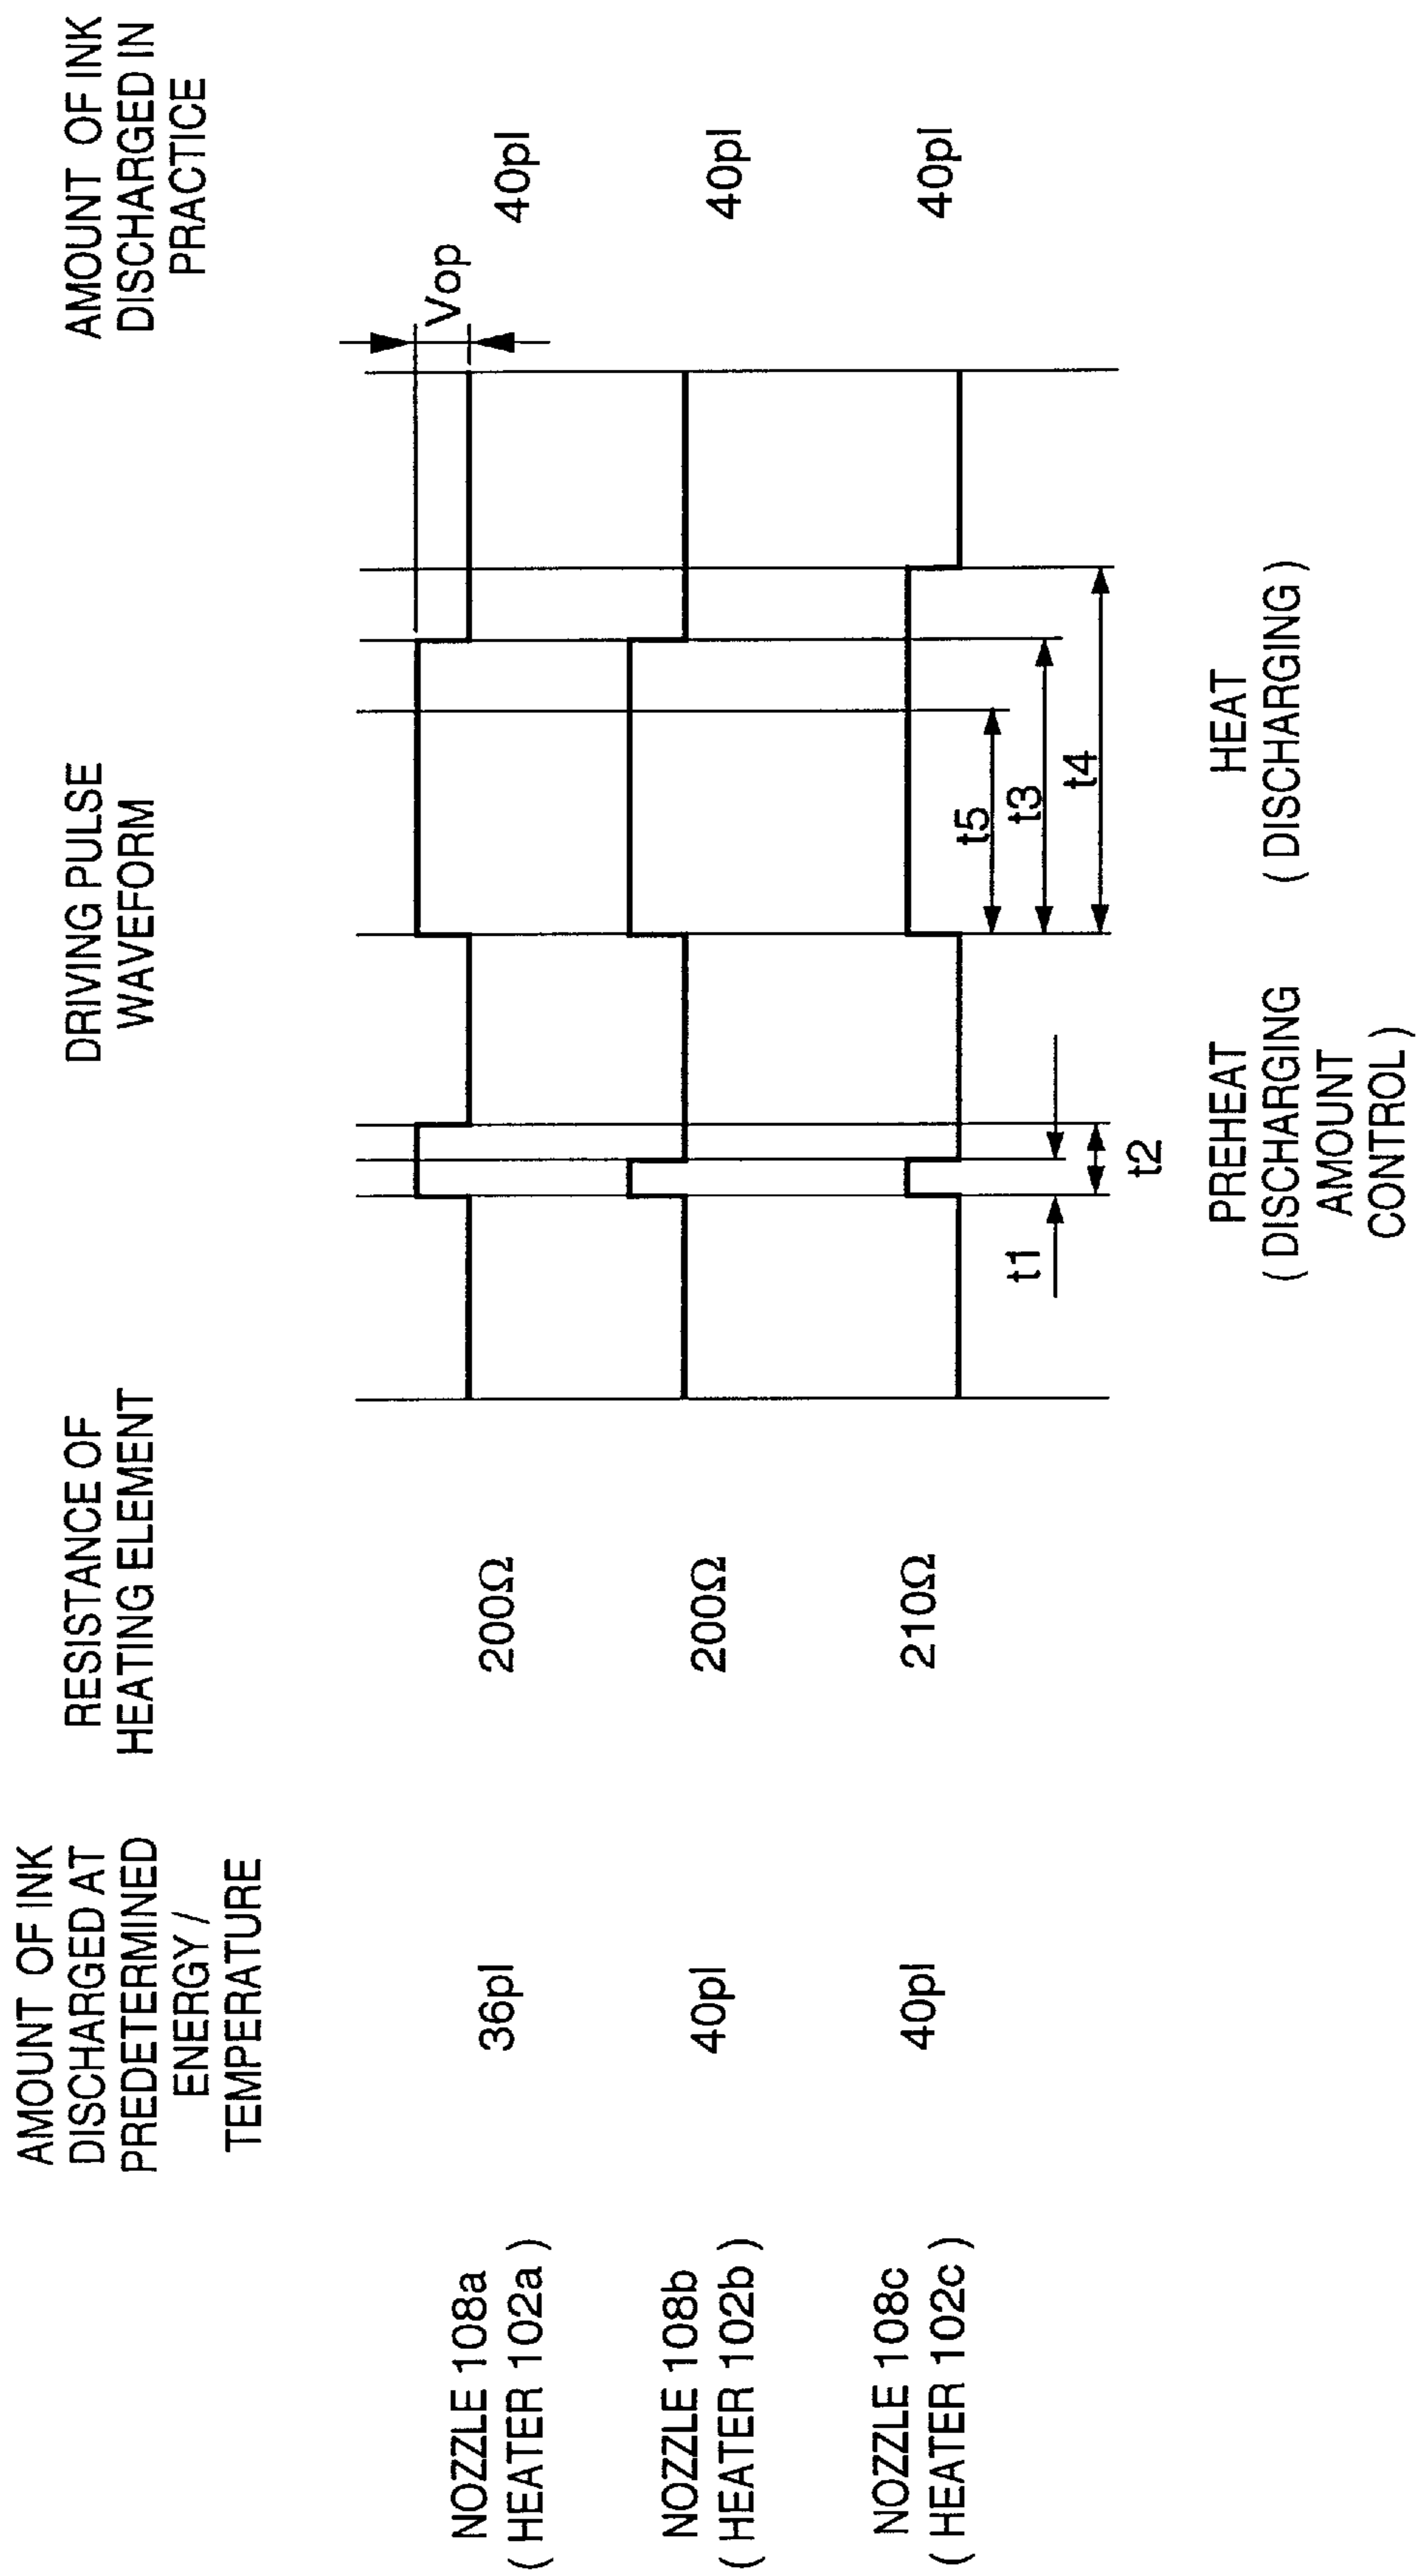 AMOUNT OF INK
DISCHARGED AT
PREDETERMINED
ENERGY /
TEMPERATURE
RESISTANCE OF
HEATING ELEMENT
DRIVING PULSE
WAVEFORM
AMOUNT OF INK
DISCHARGED IN
PRACTICE
Vop
NOZZLE 108a
( HEATER 102a )
36pl
200Ω
40pl
NOZZLE 108b
( HEATER 102b )
40pl
200Ω
40pl
NOZZLE 108c
( HEATER 102c )
40pl
210Ω
40pl
t1
t2
t5
t3
t4
PREHEAT
( DISCHARGING
AMOUNT
CONTROL )
HEAT
( DISCHARGING )